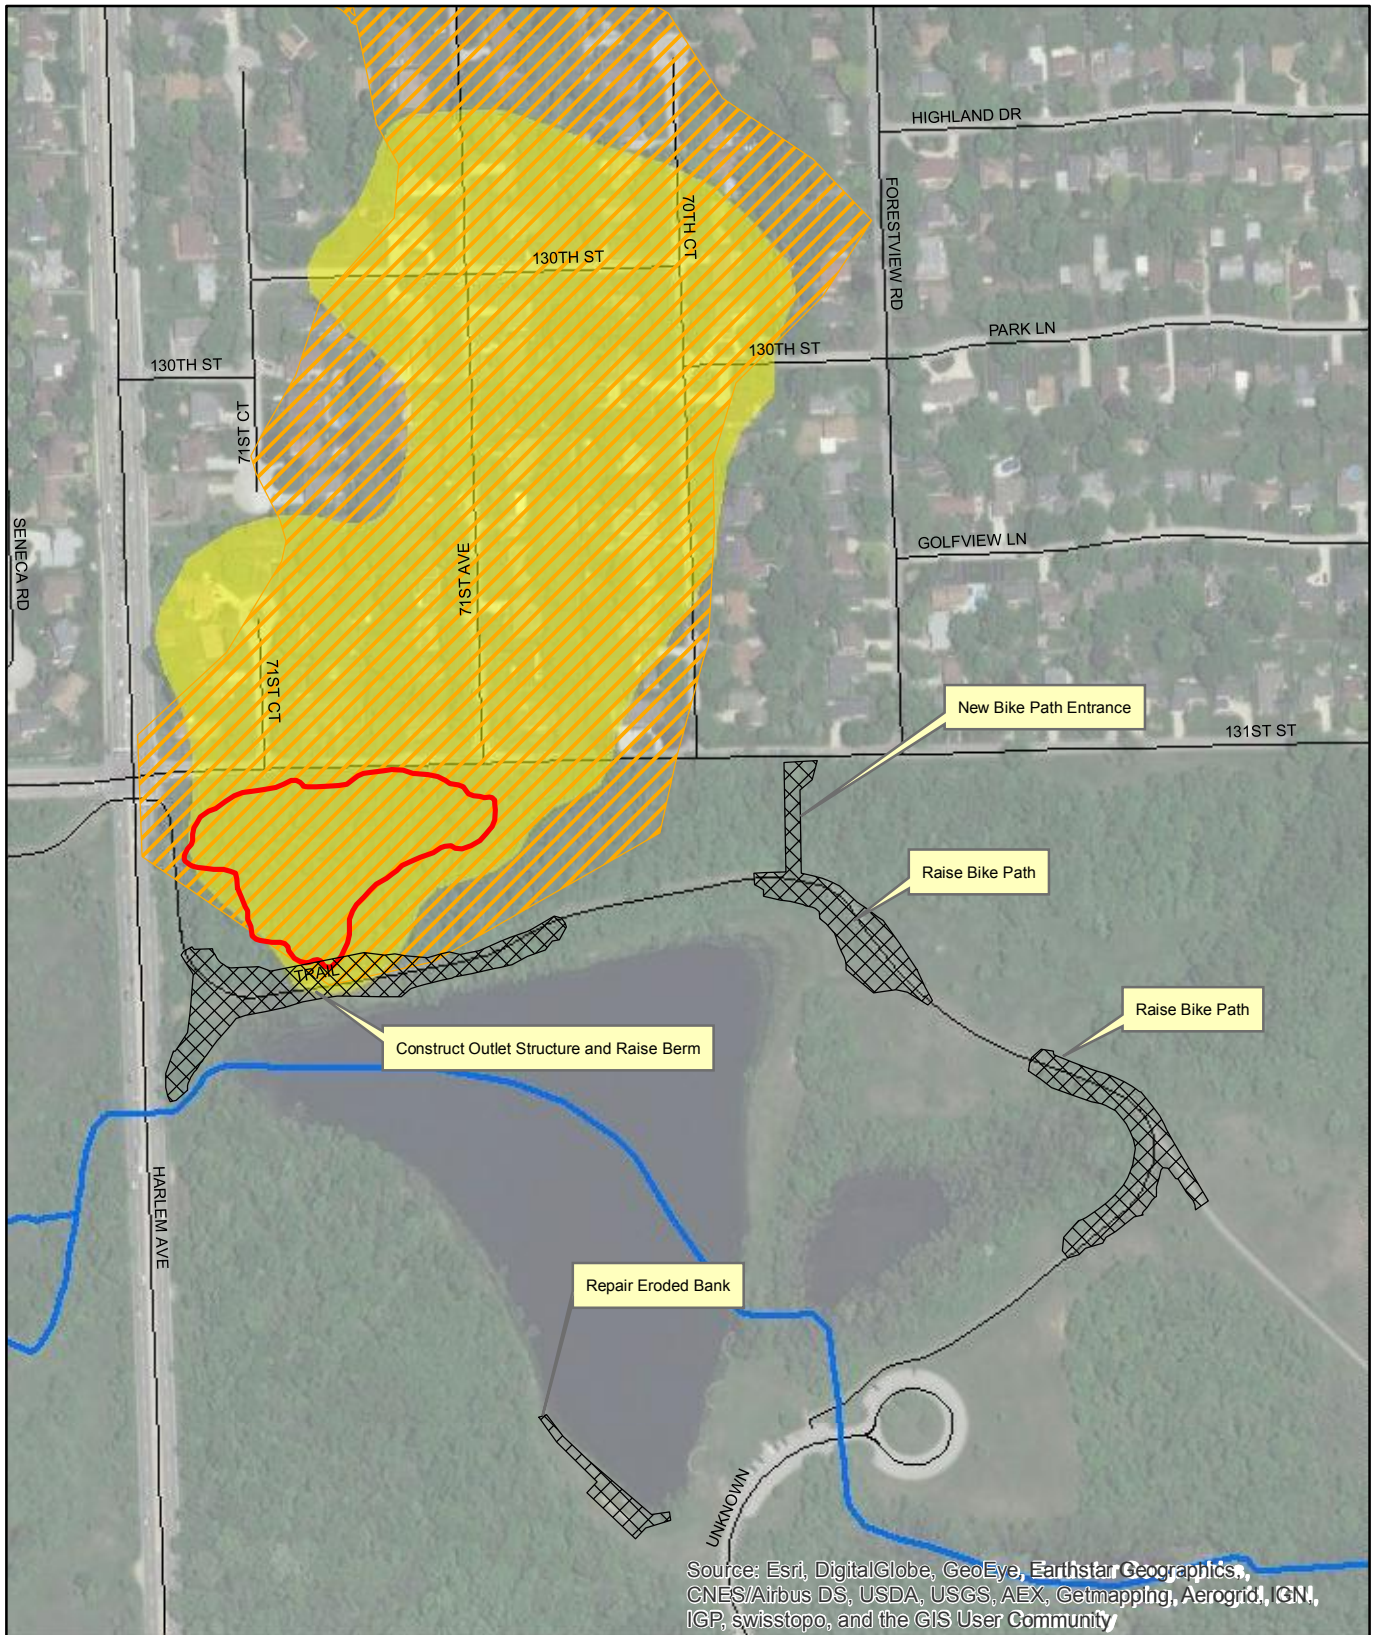 HIGHLAND DR
FORESTVIEW RD
70TH CT
130TH ST
PARK LN
130TH ST
130TH ST
71ST CT
SENECA RD
GOLFVIEW LN
71ST AVE
71ST CT
New Bike Path Entrance
131ST ST
Raise Bike Path
TRAIL
Raise Bike Path
Construct Outlet Structure and Raise Berm
HARLEM AVE
Repair Eroded Bank
UNKNOWN
Source: Esri, DigitalGlobe, GeoEye, Earthstar Geographics,
CNES/Airbus DS, USDA, USGS, AEX, Getmapping, Aerogrid, IGN,
IGP, swisstopo, and the GIS User Community